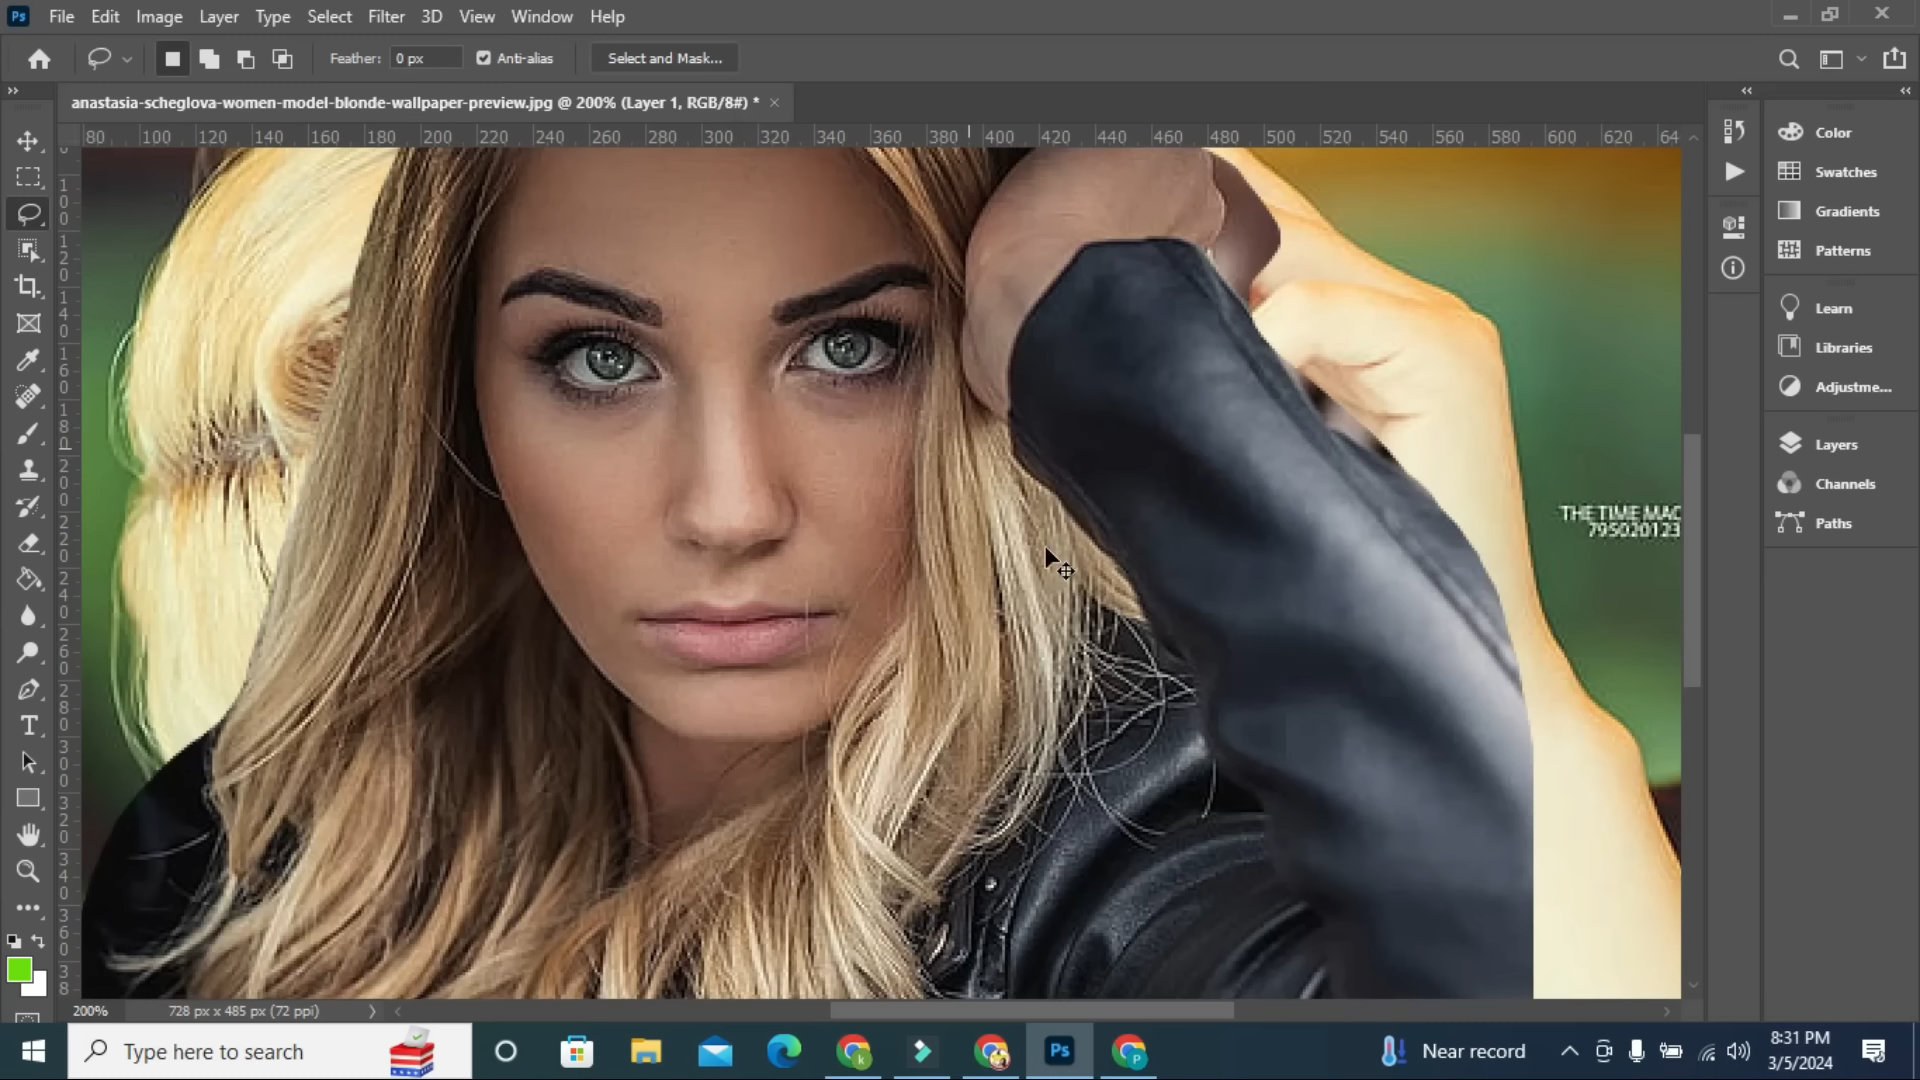 Ps File Edit Image Layer Type Select Filter 3D View Window Help
Feather: 0 px Anti-alias Select and Mask...
anastasia-scheglova-women-model-blonde-wallpaper-preview.jpg @ 200% (Layer 1, RGB/8#) * ×
80 100 120 140 160 180 200 220 240 260 280 300 320 340 360 380 400 420 440 460 480 500 520 540 560 580 600 620 64
Color
Swatches
Gradients
Patterns
Learn
Libraries
Adjustme...
Layers
Channels
Paths
THE TIME MAC
795020123
200% 728 px x 485 px (72 ppi)
Type here to search
Near record
8:31 PM
3/5/2024